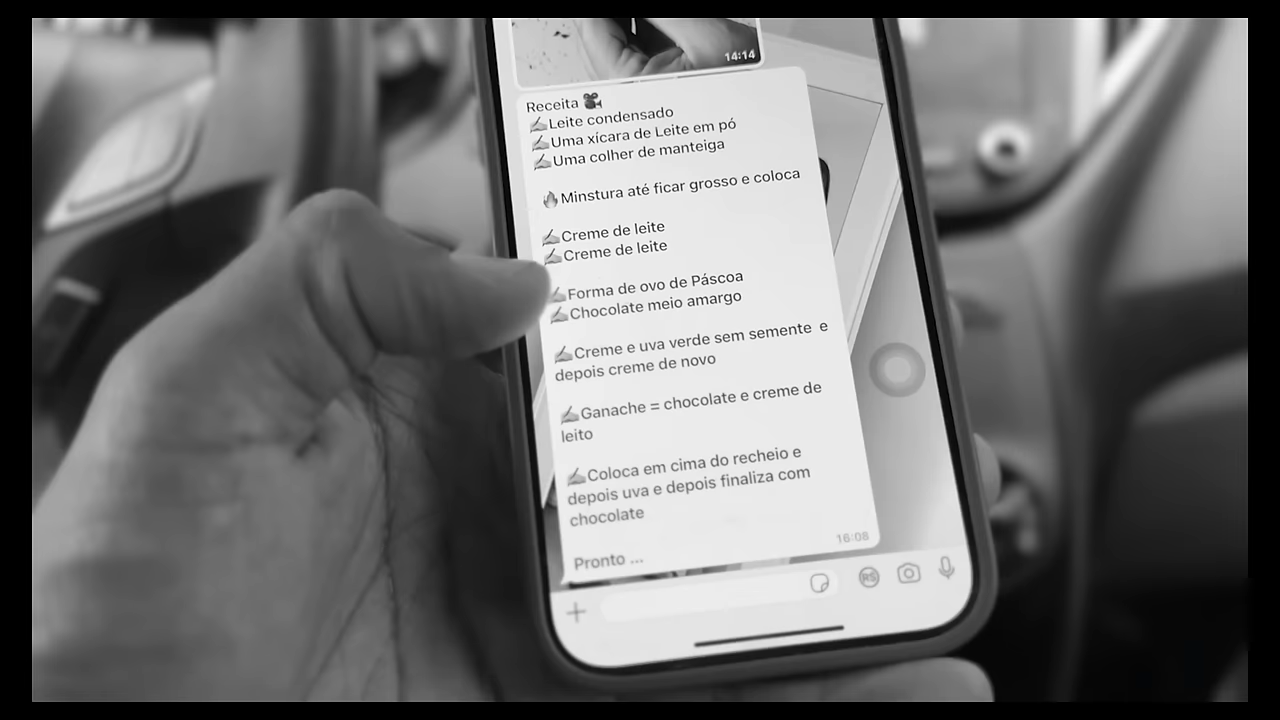 14:14
Receita 🎥
✍Leite condensado
✍Uma xícara de Leite em pó
✍Uma colher de manteiga
🔥Minstura até ficar grosso e coloca
✍Creme de leite
✍Creme de leite
✍Forma de ovo de Páscoa
✍Chocolate meio amargo
✍Creme e uva verde sem semente e
depois creme de novo
✍Ganache = chocolate e creme de
leito
✍Coloca em cima do recheio e
depois uva e depois finaliza com
chocolate
Pronto ...
16:08
R$